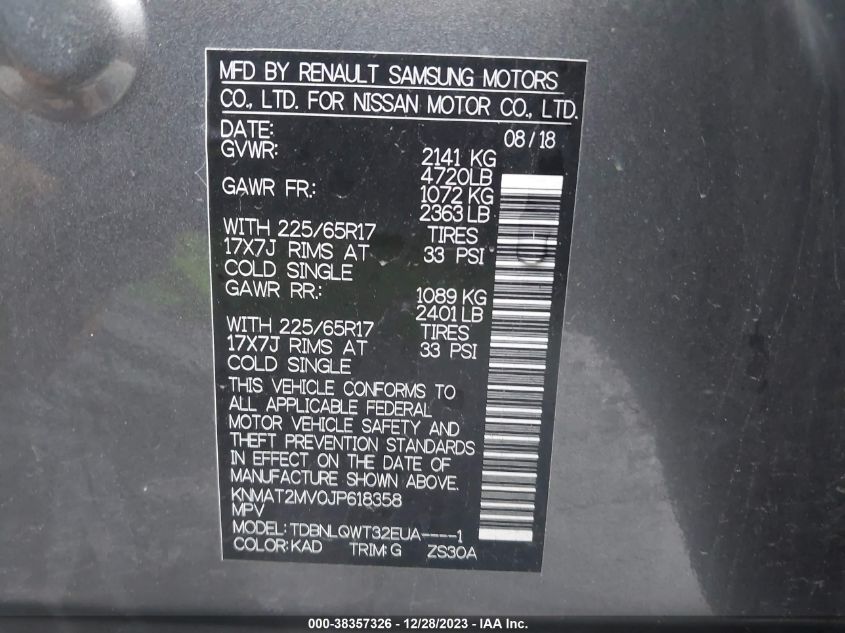 MFD BY RENAULT SAMSUNG MOTORS
CO., LTD. FOR NISSAN MOTOR CO., LTD.
DATE: 08/18
GVWR: 2141 KG
4720LB
GAWR FR.: 1072 KG
2363 LB
WITH 225/65R17 TIRES
17X7J RIMS AT 33 PSI
COLD SINGLE
GAWR RR.: 1089 KG
2401 LB
WITH 225/65R17 TIRES
17X7J RIMS AT 33 PSI
COLD SINGLE
THIS VEHICLE CONFORMS TO
ALL APPLICABLE FEDERAL
MOTOR VEHICLE SAFETY AND
THEFT PREVENTION STANDARDS
IN EFFECT ON THE DATE OF
MANUFACTURE SHOWN ABOVE.
KNMAT2MV0JP618358
MPV
MODEL: TDBNLQWT32EUA----1
COLOR: KAD TRIM: G ZS30A
000-38357326 - 12/28/2023 - IAA Inc.